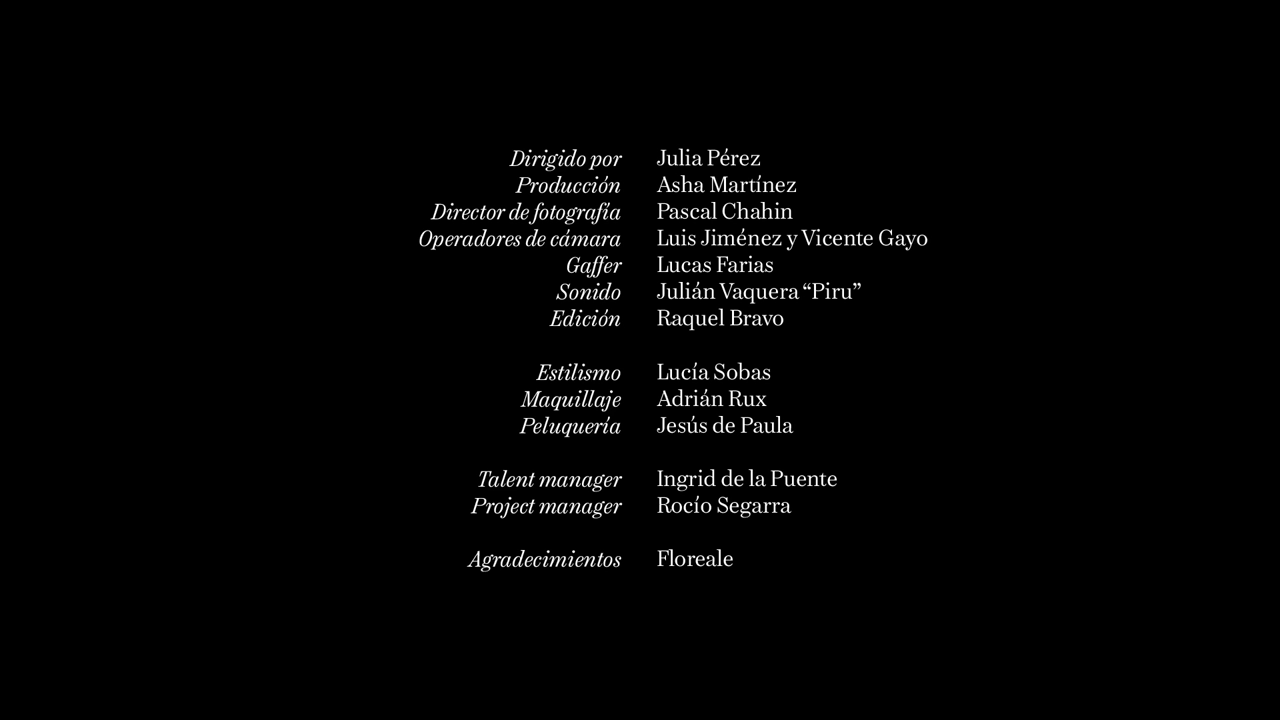 Dirigido por Julia Pérez
Producción Asha Martínez
Director de fotografía Pascal Chahin
Operadores de cámara Luis Jiménez y Vicente Gayo
Gaffer Lucas Farias
Sonido Julián Vaquera “Piru”
Edición Raquel Bravo
Estilismo Lucía Sobas
Maquillaje Adrián Rux
Peluquería Jesús de Paula
Talent manager Ingrid de la Puente
Project manager Rocío Segarra
Agradecimientos Floreale